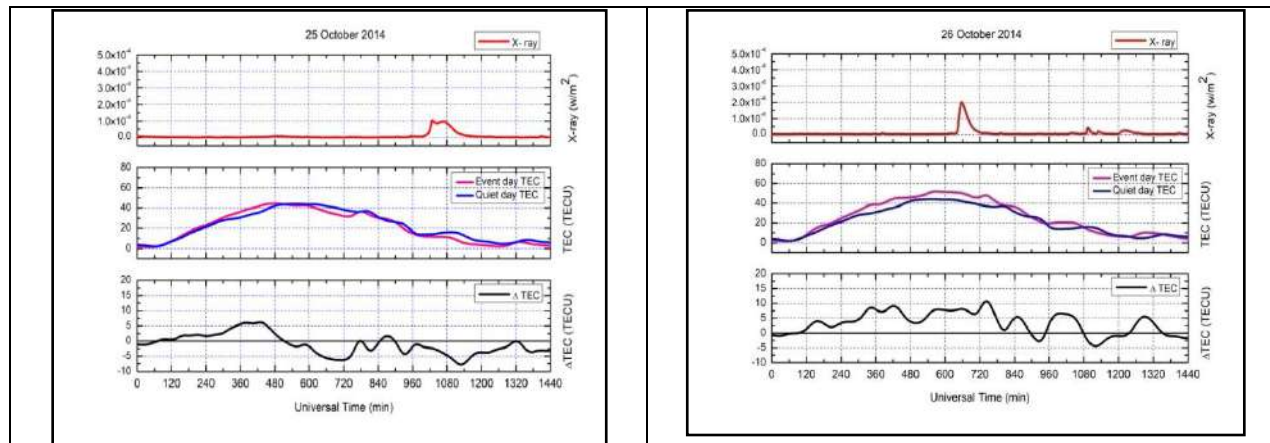 25 October 2014
X- ray
5.0x10⁻⁴
4.0x10⁻⁴
3.0x10⁻⁴
2.0x10⁻⁴
1.0x10⁻⁴
0.0
X-ray (w/m²)
Event day TEC
Quiet day TEC
80
60
40
20
0
TEC (TECU)
Δ TEC
20
15
10
5
0
-5
-10
ΔTEC (TECU)
0 120 240 360 480 600 720 840 960 1080 1200 1320 1440
Universal Time (min)
26 October 2014
X- ray
5.0x10⁻⁴
4.0x10⁻⁴
3.0x10⁻⁴
2.0x10⁻⁴
1.0x10⁻⁴
0.0
X-ray (w/m²)
Event day TEC
Quiet day TEC
80
60
40
20
0
TEC (TECU)
Δ TEC
20
15
10
5
0
-5
-10
ΔTEC (TECU)
0 120 240 360 480 600 720 840 960 1080 1200 1320 1440
Universal Time (min)